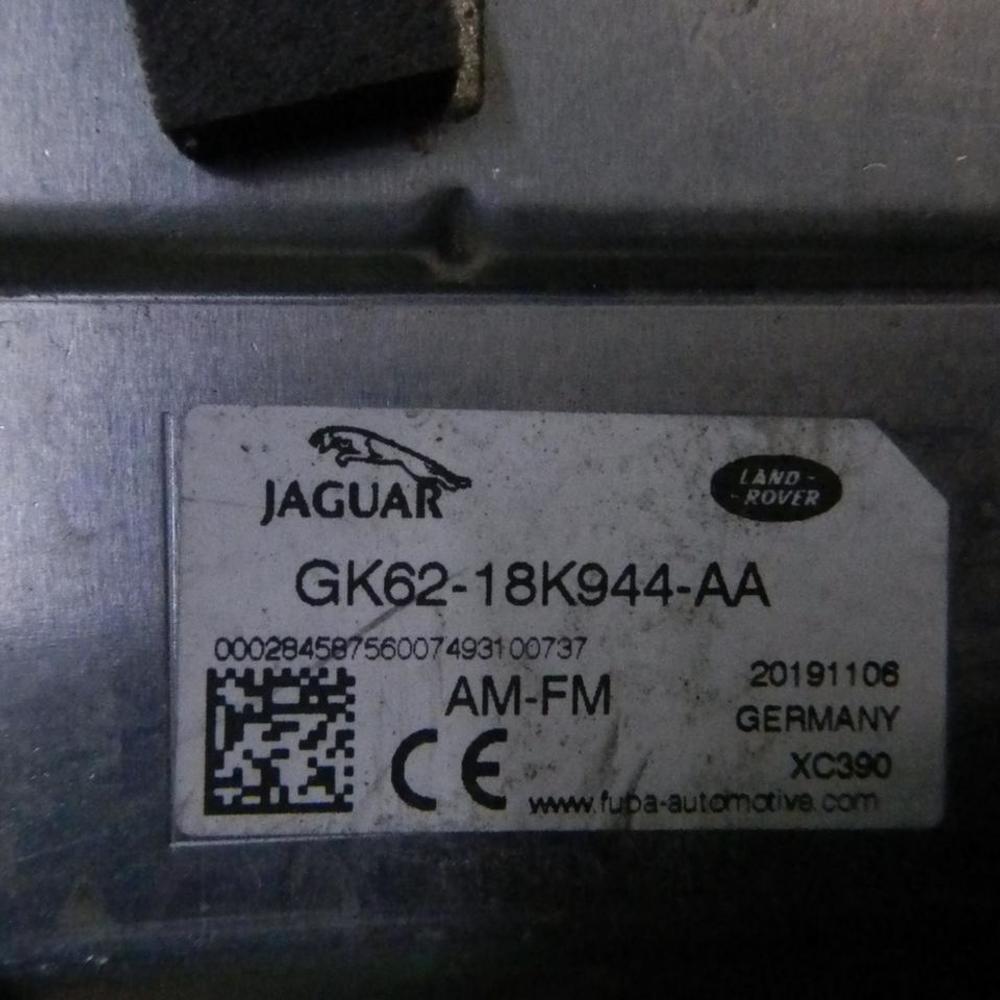 JAGUAR
LAND-
-ROVER
GK62-18K944-AA
00028458756007493100737
AM-FM
20191106
GERMANY
XC390
CE
www.fuba-automotive.com